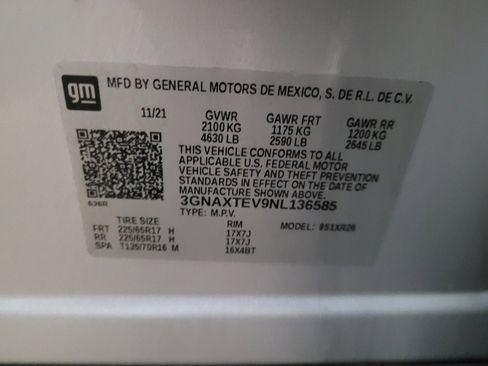 gm
MFD BY GENERAL MOTORS DE MEXICO, S. DE R.L. DE C.V.
11/21 GVWR GAWR FRT GAWR RR
2100 KG 1175 KG 1200 KG
4630 LB 2590 LB 2645 LB
THIS VEHICLE CONFORMS TO ALL
APPLICABLE U.S. FEDERAL MOTOR
VEHICLE SAFETY AND THEFT PREVENTION
STANDARDS IN EFFECT ON THE DATE OF
MANUFACTURE SHOWN ABOVE.
636R 3GNAXTEV9NL136585
TYPE: M.P.V. MODEL: 9S1XR26
TIRE SIZE RIM
FRT 225/65R17 H 17X7J
RR 225/65R17 H 17X7J
SPA T135/70R16 M 16X4BT